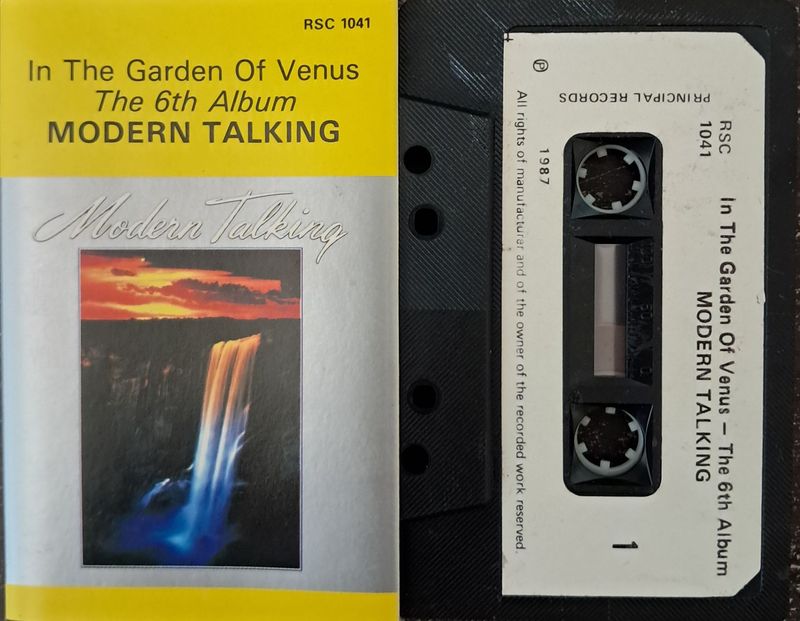 RSC 1041
In The Garden Of Venus
The 6th Album
MODERN TALKING
Modern Talking
In The Garden Of Venus – The 6th Album
MODERN TALKING
RSC
1041
PRINCIPAL RECORDS
Ⓟ
1987
All rights of manufacturer and of the owner of the recorded work reserved.
1